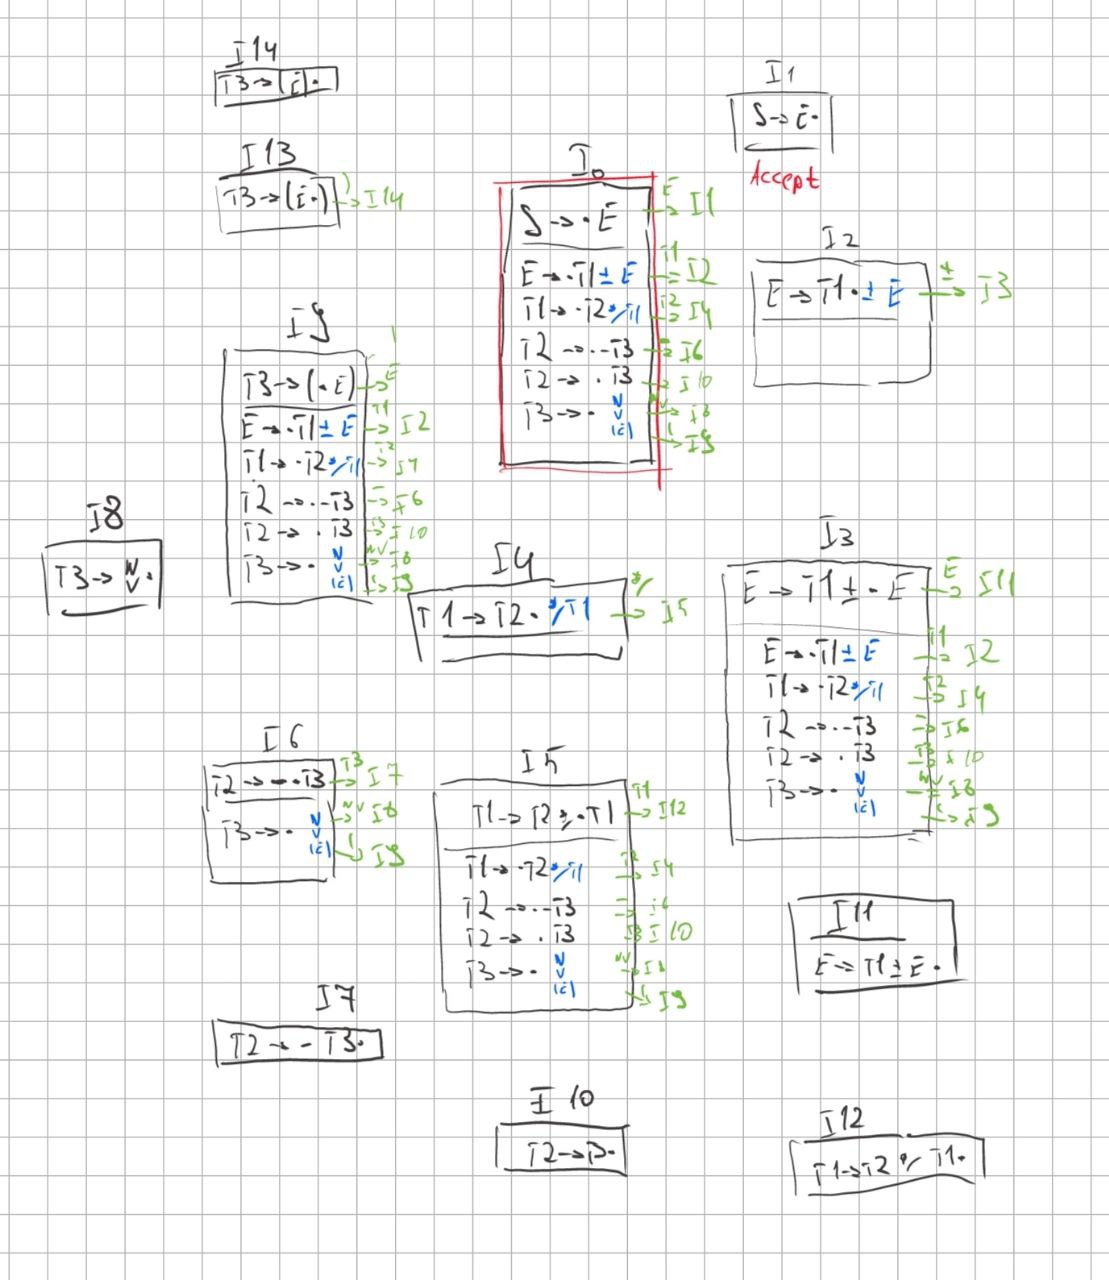 I14
T3→(E)•
I13
T3→(E•)
)
→I14
I1
S→E•
Accept
I0
S→•E
E
→I1
E→•T1±E
T1
→I2
T1→•T2*/T1
T2
→I4
T2→•-T3
-
→I6
T2→•T3
→I10
T3→•
N
V
(E)
NV
→I8
(
→I9
I2
E→T1•±E
±
→I3
I9
T3→(•E)
→E
E→•T1±E
T1
→I2
T1→•T2*/T1
T2
→I4
T2→•-T3
-
→I6
T2→•T3
T3
→I10
T3→•
N
V
(E)
NV
→I8
(
→I9
I8
T3→
N
V
•
I4
T1→T2•*/T1
*/
→I5
I3
E→T1±•E
E
→I11
E→•T1±E
T1
→I2
T1→•T2*/T1
T2
→I4
T2→•-T3
-
→I6
T2→•T3
T3
→I10
T3→•
N
V
(E)
NV
→I8
(
→I9
I6
T2→-•T3
T3
→I7
T3→•
N
V
(E)
NV
→I8
(
→I9
I5
T1→T2*/•T1
T1
→I12
T1→•T2*/T1
T2
→I4
T2→•-T3
-
→I6
T2→•T3
T3
I10
T3→•
N
V
(E)
NV
→I8
(
→I9
I11
E→T1±E•
I7
T2→-T3•
I10
T2→T3•
I12
T1→T2*/T1•